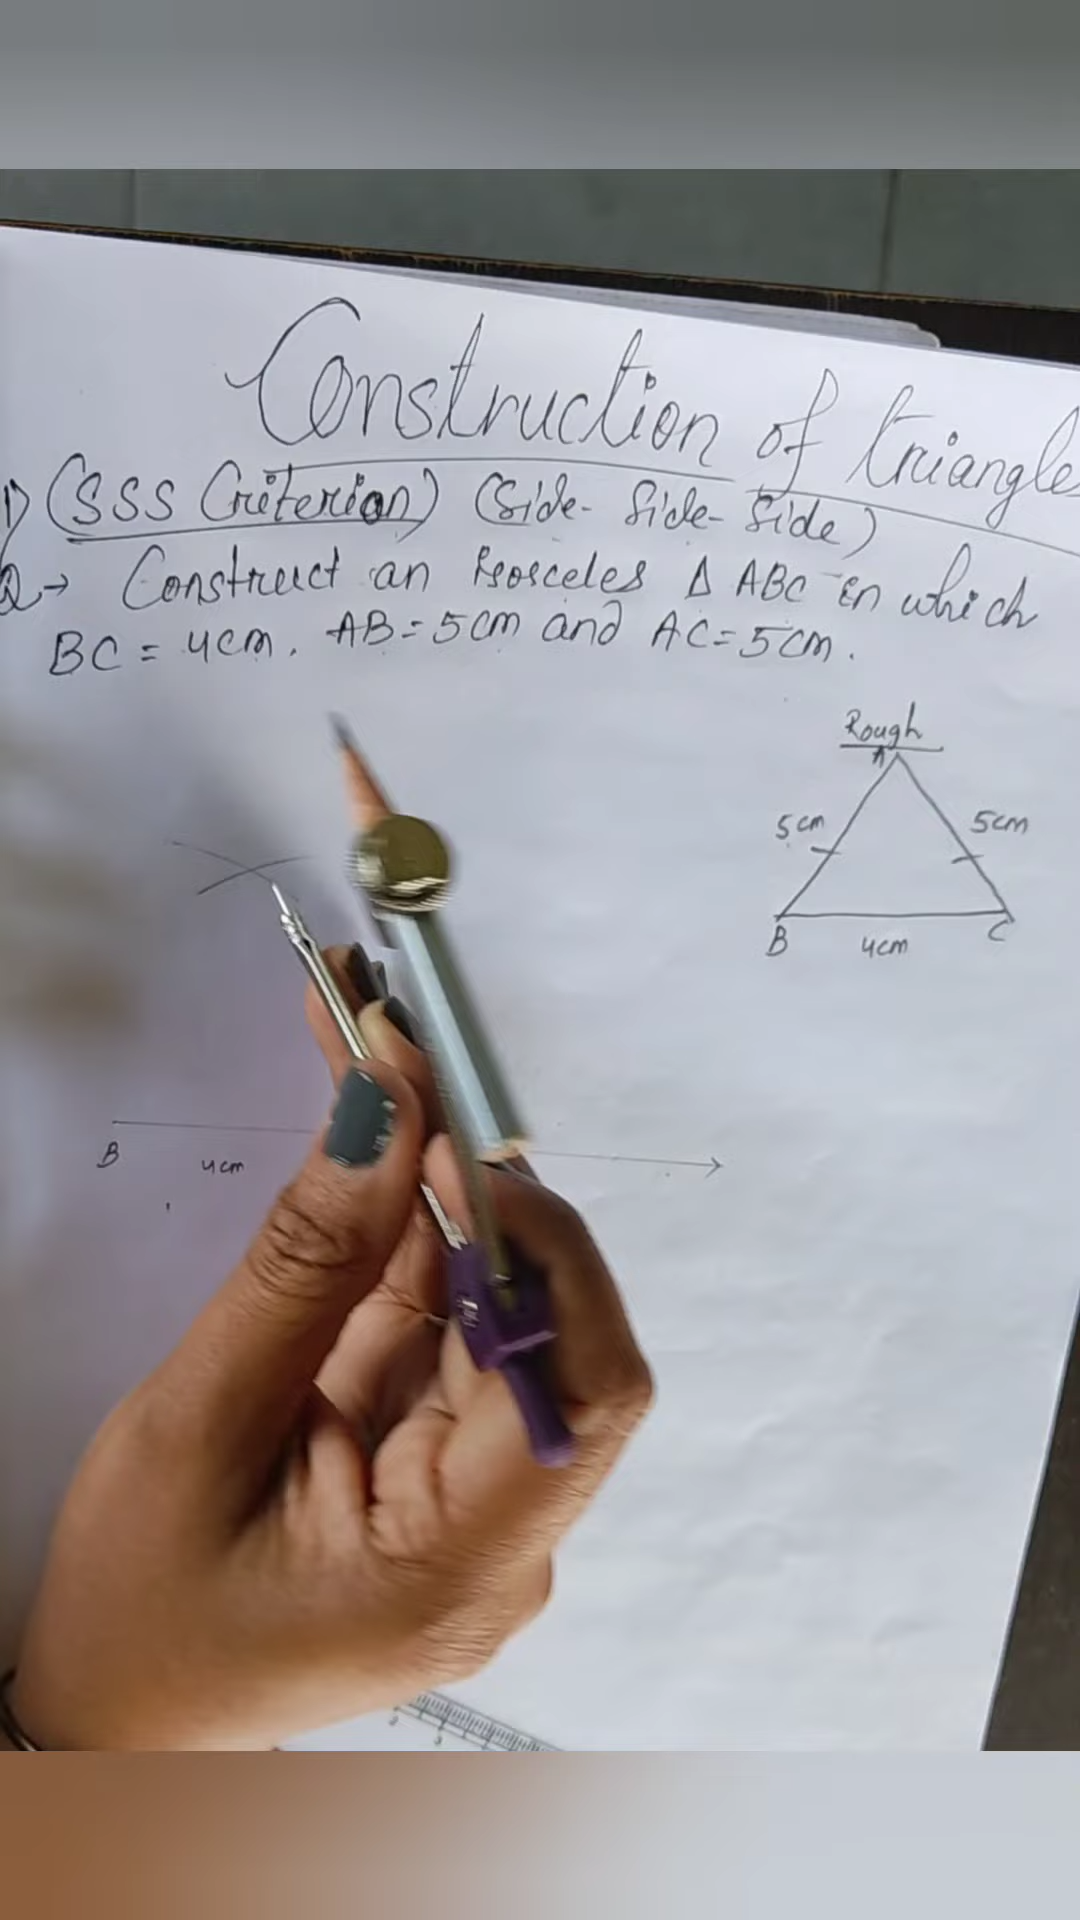 Construction of triangle
1) (SSS Criterion) (Side- Side- Side)
Q→ Construct an Isosceles Δ ABC in which
BC = 4cm. AB = 5cm and AC = 5cm.
Rough
A
5cm
5cm
B
4cm
C
B
4cm